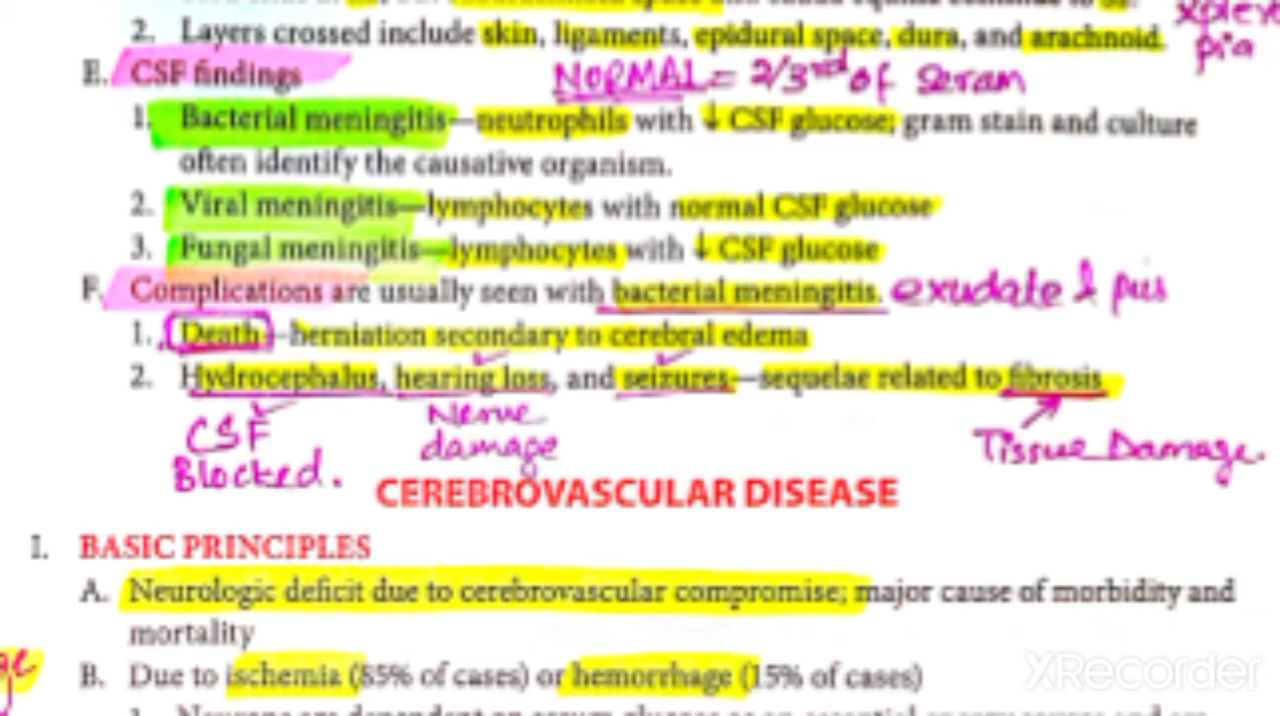 2. Layers crossed include skin, ligaments, epidural space, dura, and arachnoid.
pia
E. CSF findings
NORMAL = 2/3rd of seram
1. Bacterial meningitis—neutrophils with ↓ CSF glucose; gram stain and culture
often identify the causative organism.
2. Viral meningitis—lymphocytes with normal CSF glucose
3. Fungal meningitis—lymphocytes with ↓ CSF glucose
F. Complications are usually seen with bacterial meningitis. exudate & pus
1. Death—herniation secondary to cerebral edema
2. Hydrocephalus, hearing loss, and seizures—sequelae related to fibrosis
CSF Blocked.
Nerve damage
Tissue Damage.
CEREBROVASCULAR DISEASE
I. BASIC PRINCIPLES
A. Neurologic deficit due to cerebrovascular compromise; major cause of morbidity and
mortality
B. Due to ischemia (85% of cases) or hemorrhage (15% of cases)
XRecorder